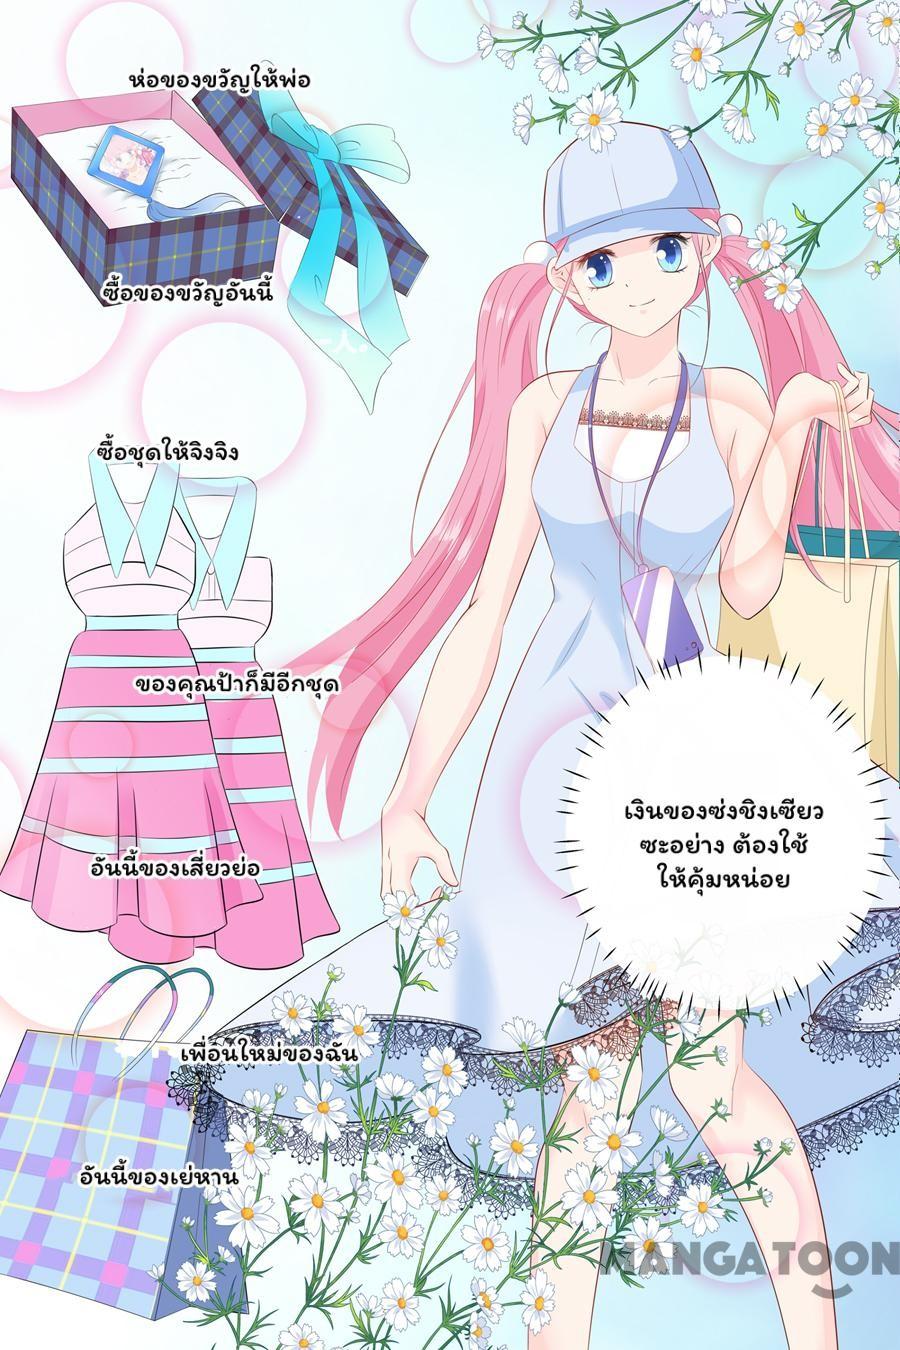 ห่อของขวัญให้พ่อ
ซื้อของขวัญอันนี้
ซื้อชุดให้จิงจิง
ของคุณป้าก็มีอีกชุด
เงินของซ่งชิงเซียว
ซะอย่าง ต้องใช้
ให้คุ้มหน่อย
อันนี้ของเสี่ยวย่อ
เพื่อนใหม่ของฉัน
อันนี้ของเย่หาน
MANGATOON